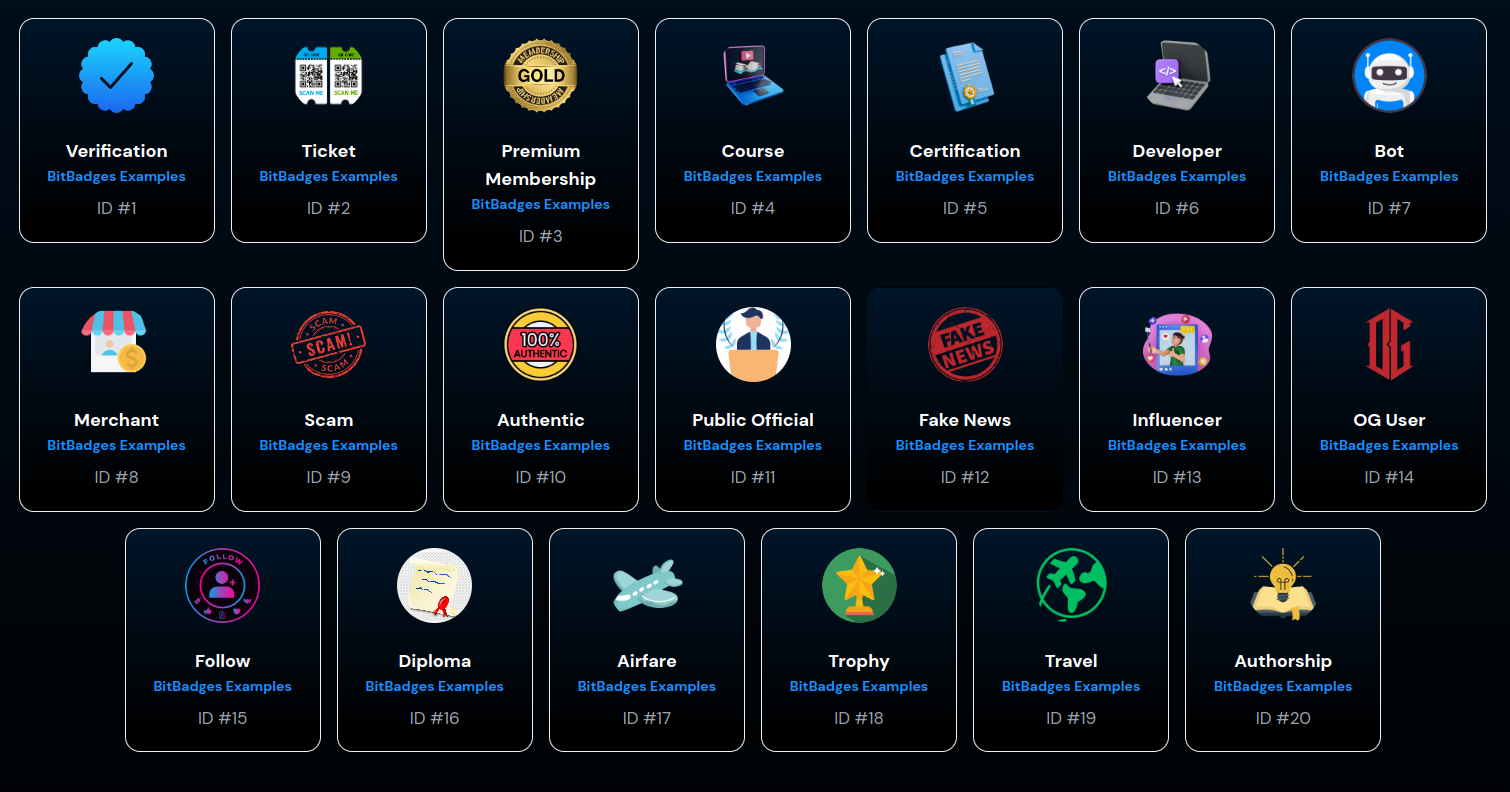 QR CODE QR CODE
SCAN ME SCAN ME
MEMBERSHIP
GOLD
MEMBERSHIP
Verification
BitBadges Examples
ID #1
Ticket
BitBadges Examples
ID #2
Premium
Membership
BitBadges Examples
ID #3
Course
BitBadges Examples
ID #4
Certification
BitBadges Examples
ID #5
Developer
BitBadges Examples
ID #6
Bot
BitBadges Examples
ID #7
SCAM
SCAM!
SCAM
100%
AUTHENTIC
FAKE
NEWS
OG
Merchant
BitBadges Examples
ID #8
Scam
BitBadges Examples
ID #9
Authentic
BitBadges Examples
ID #10
Public Official
BitBadges Examples
ID #11
Fake News
BitBadges Examples
ID #12
Influencer
BitBadges Examples
ID #13
OG User
BitBadges Examples
ID #14
FOLLOW
Follow
BitBadges Examples
ID #15
Diploma
BitBadges Examples
ID #16
Airfare
BitBadges Examples
ID #17
Trophy
BitBadges Examples
ID #18
Travel
BitBadges Examples
ID #19
Authorship
BitBadges Examples
ID #20